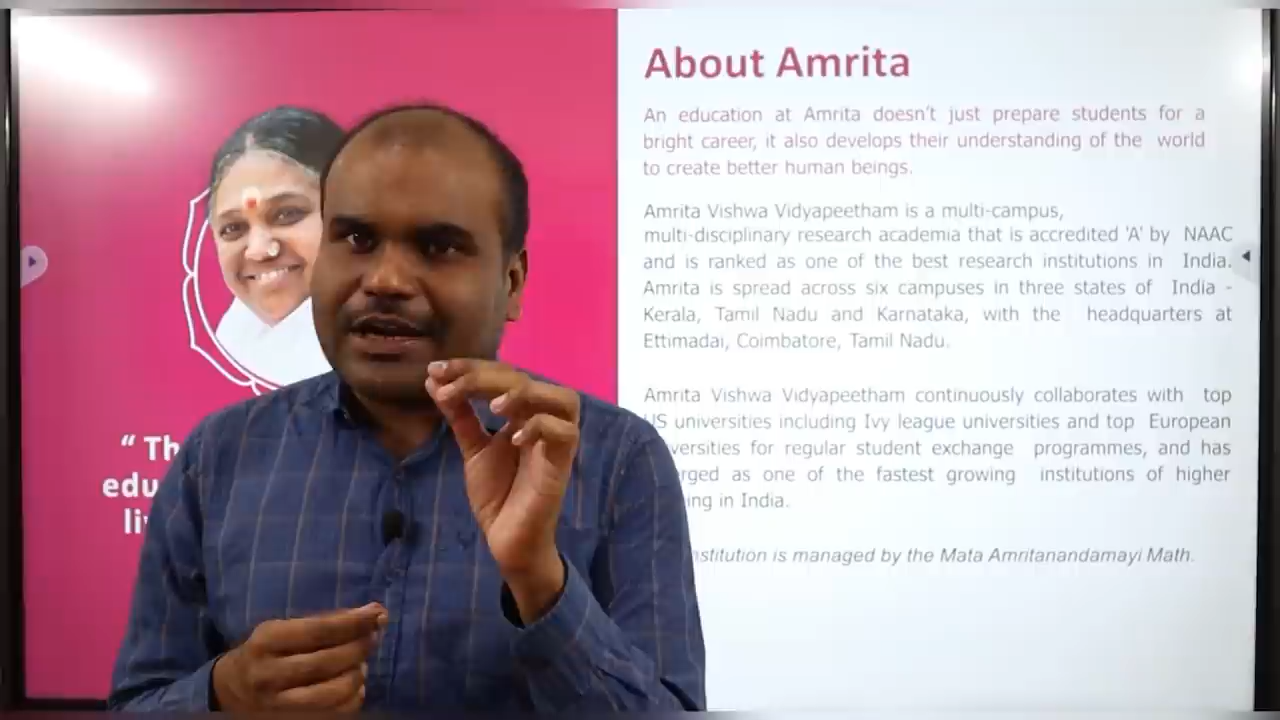 “ Th
edu
liv
About Amrita
An education at Amrita doesn’t just prepare students for a
bright career, it also develops their understanding of the world
to create better human beings.
Amrita Vishwa Vidyapeetham is a multi-campus,
multi-disciplinary research academia that is accredited 'A' by NAAC
and is ranked as one of the best research institutions in India.
Amrita is spread across six campuses in three states of India -
Kerala, Tamil Nadu and Karnataka, with the headquarters at
Ettimadai, Coimbatore, Tamil Nadu.
Amrita Vishwa Vidyapeetham continuously collaborates with top
US universities including Ivy league universities and top European
versities for regular student exchange programmes, and has
rged as one of the fastest growing institutions of higher
ing in India.
nstitution is managed by the Mata Amritanandamayi Math.